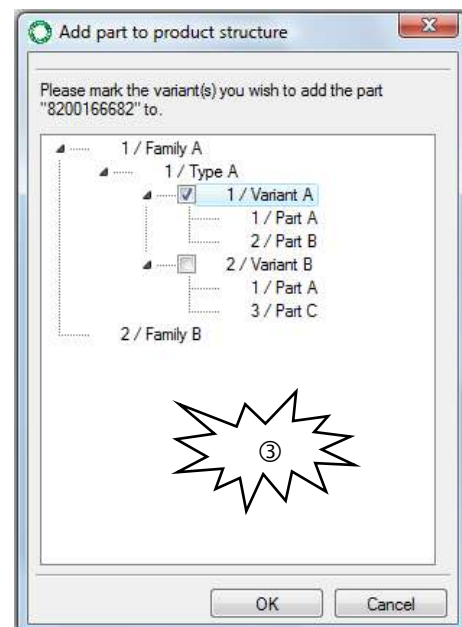 Add part to product structure
Please mark the variant(s) you wish to add the part
"8200166682" to.
1 / Family A
1 / Type A
1 / Variant A
1 / Part A
2 / Part B
2 / Variant B
1 / Part A
3 / Part C
2 / Family B
③
OK Cancel